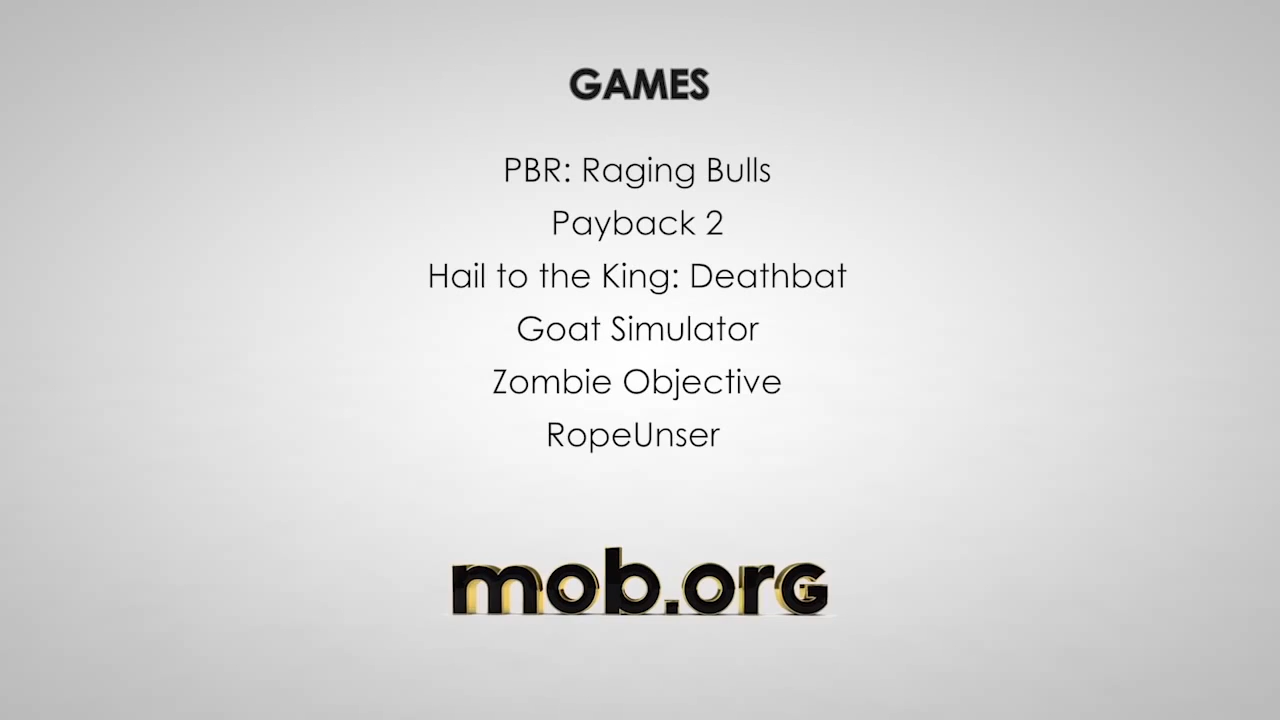 GAMES
PBR: Raging Bulls
Payback 2
Hail to the King: Deathbat
Goat Simulator
Zombie Objective
RopeUnser
mob.org